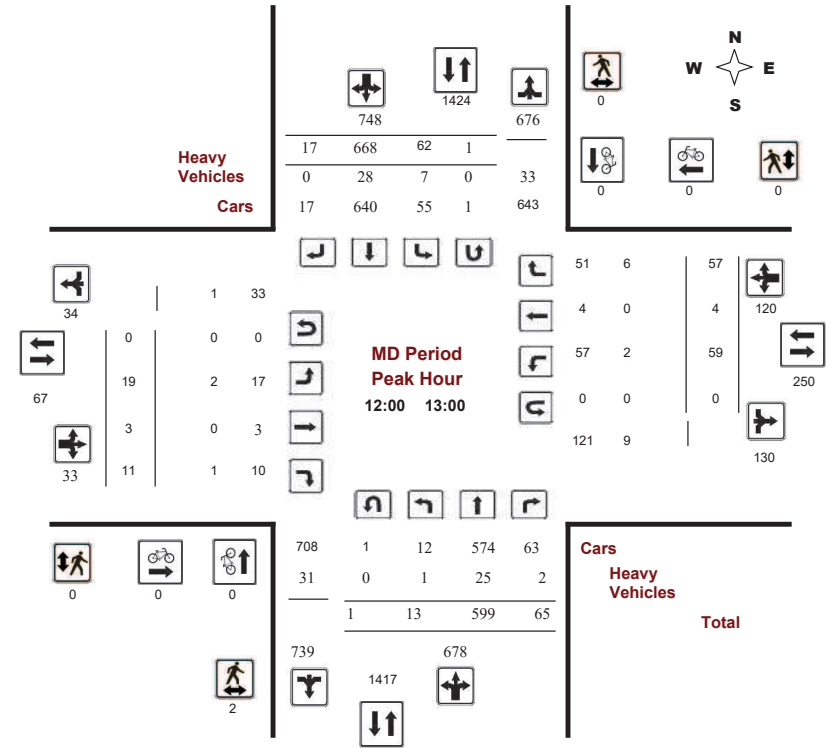 N
W E
S
1424
0
748 676
17 668 62 1
Heavy
Vehicles
0 28 7 0 33
Cars
17 640 55 1 643
0 0 0
51 6 57
34
1 33
4 0 4 120
0 0 0
MD Period
Peak Hour
12:00 13:00
57 2 59
250
67
19 2 17
0 0 0
3 0 3
121 9
130
33
11 1 10
708 1 12 574 63
Cars
31 0 1 25 2
Heavy
Vehicles
0 0 0
1 13 599 65
Total
739 678
1417
2